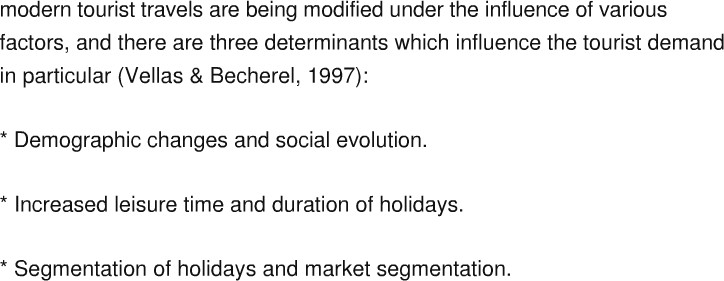 modern tourist travels are being modified under the influence of various
factors, and there are three determinants which influence the tourist demand
in particular (Vellas & Becherel, 1997):
* Demographic changes and social evolution.
* Increased leisure time and duration of holidays.
* Segmentation of holidays and market segmentation.